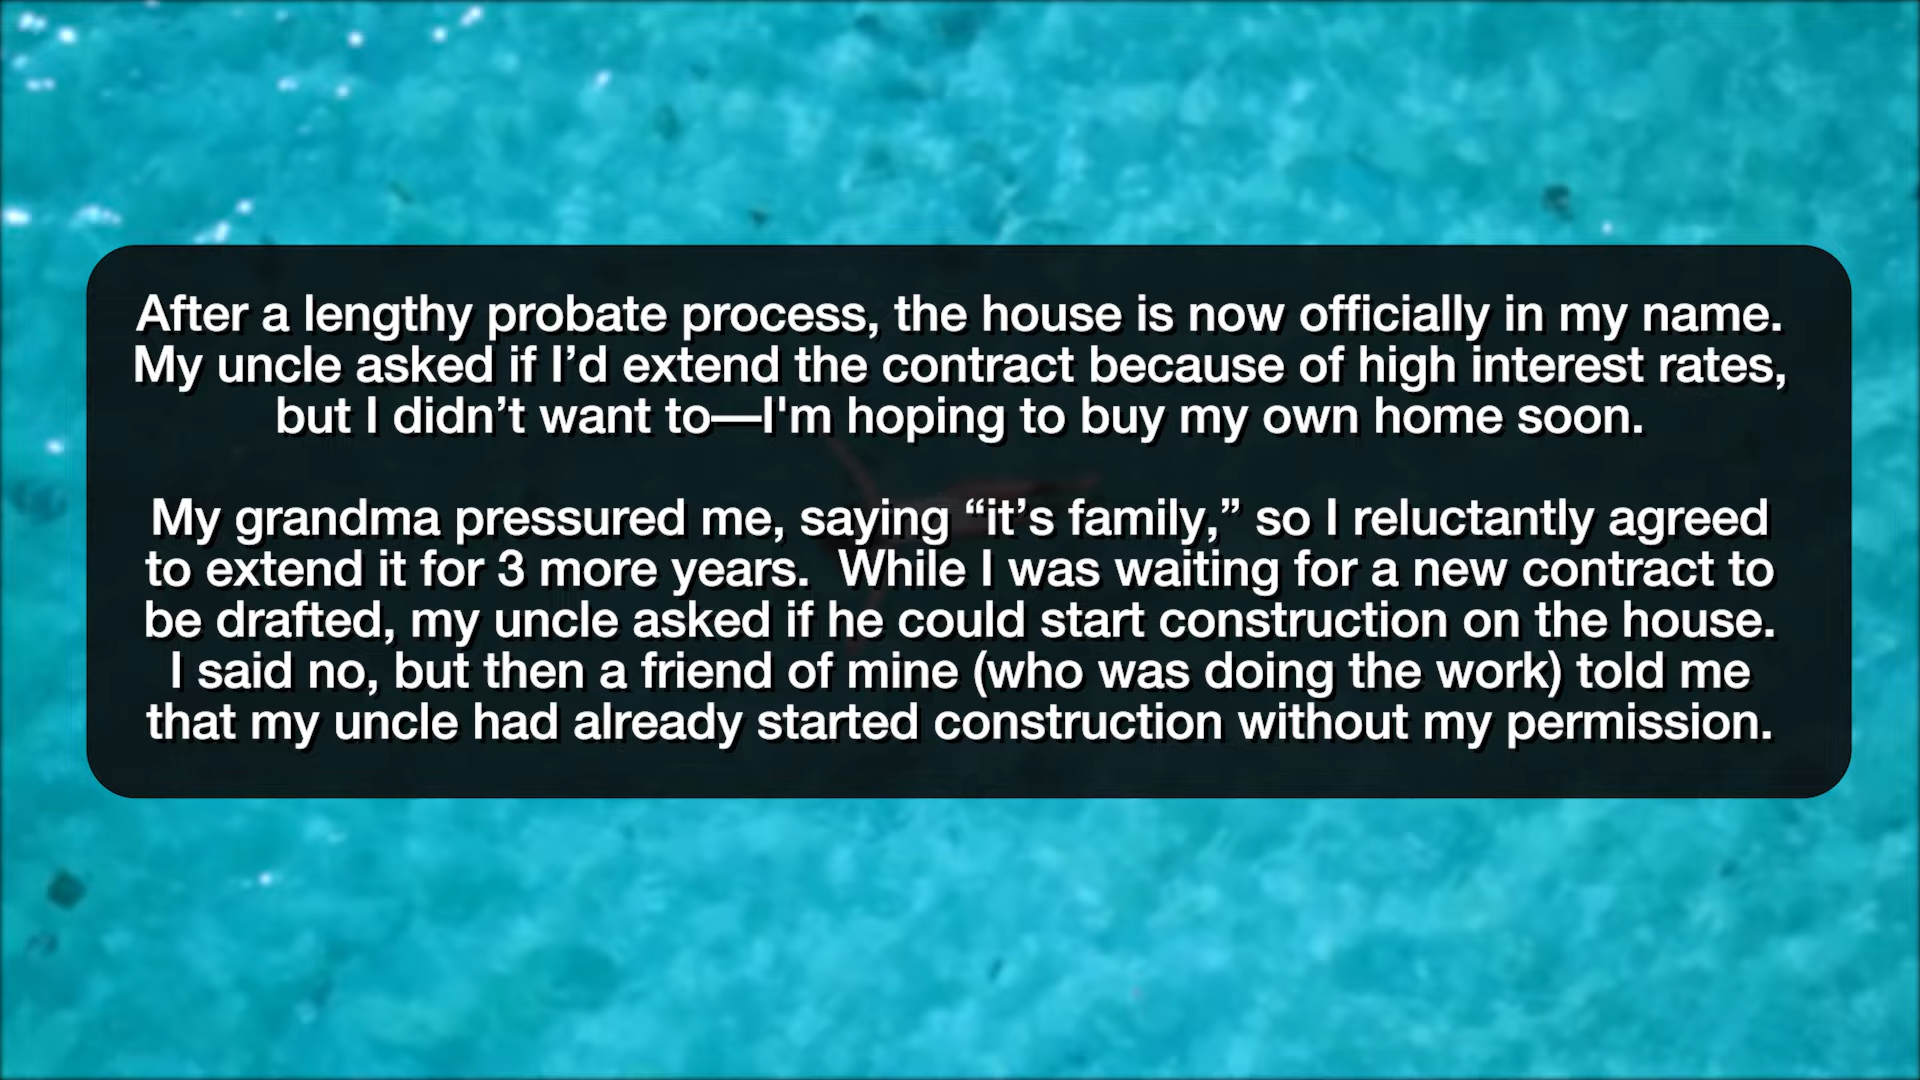 After a lengthy probate process, the house is now officially in my name.
My uncle asked if I’d extend the contract because of high interest rates,
but I didn’t want to—I'm hoping to buy my own home soon.
My grandma pressured me, saying “it’s family,” so I reluctantly agreed
to extend it for 3 more years.  While I was waiting for a new contract to
be drafted, my uncle asked if he could start construction on the house.
I said no, but then a friend of mine (who was doing the work) told me
that my uncle had already started construction without my permission.